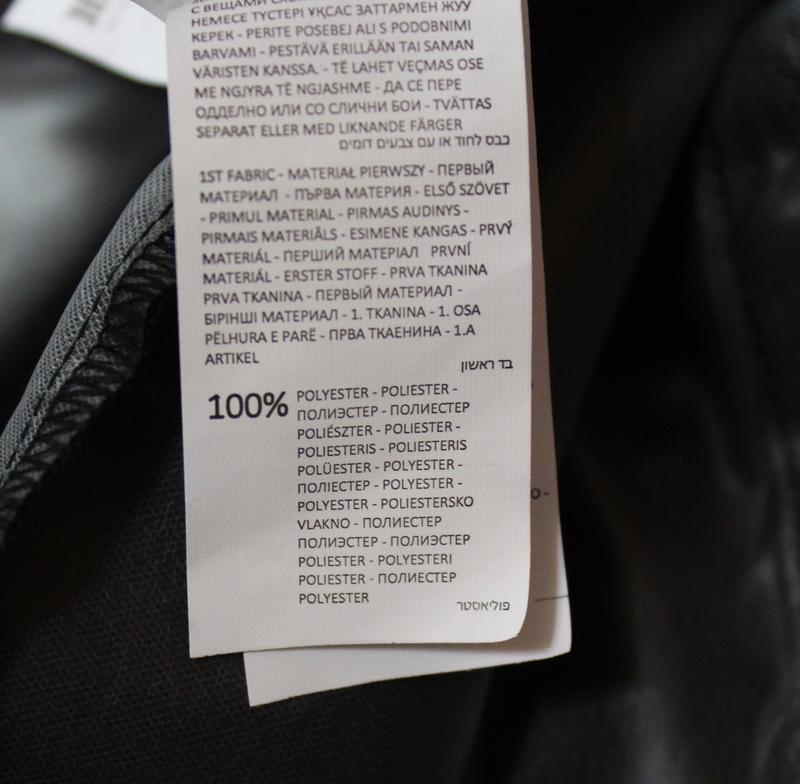 С ВЕЩАМИ
НЕМЕСЕ ТҮСТЕРІ ҰҚСАС ЗАТТАРМЕН ЖУУ
КЕРЕК - PERITE POSEBEJ ALI S PODOBNIMI
BARVAMI - PESTÄVÄ ERILLÄÄN TAI SAMAN
VÄRISTEN KANSSA. - TË LAHET VEÇMAS OSE
ME NGJYRA TË NGJASHME - ДА СЕ ПЕРЕ
ОДДЕЛНО ИЛИ СО СЛИЧНИ БОИ - TVÄTTAS
SEPARAT ELLER MED LIKNANDE FÄRGER
כבס לחוד או עם צבעים דומים
1ST FABRIC - MATERIAŁ PIERWSZY - ПЕРВЫЙ
МАТЕРИАЛ - ПЪРВА МАТЕРИЯ - ELSŐ SZÖVET
- PRIMUL MATERIAL - PIRMAS AUDINYS -
PIRMAIS MATERIĀLS - ESIMENE KANGAS - PRVÝ
MATERIÁL - ПЕРШИЙ МАТЕРІАЛ PRVNÍ
MATERIÁL - ERSTER STOFF - PRVA TKANINA
PRVA TKANINA - ПЕРВЫЙ МАТЕРИАЛ -
БІРІНШІ МАТЕРИАЛ - 1. TKANINA - 1. OSA
PËLHURA E PARË - ПРВА ТКАЕНИНА - 1.A
ARTIKEL
בד ראשון
100% POLYESTER - POLIESTER -
ПОЛИЭСТЕР - ПОЛИЕСТЕР
POLIÉSZTER - POLIESTER -
POLIESTERIS - POLIESTERIS
POLÜESTER - POLYESTER -
ПОЛІЕСТЕР - POLYESTER -
POLYESTER - POLIESTERSKO
VLAKNO - ПОЛИЕСТЕР
ПОЛИЭСТЕР - ПОЛИЭСТЕР
POLIESTER - POLYESTERI
POLIESTER - ПОЛИЕСТЕР
POLYESTER
פוליאסטר
O -